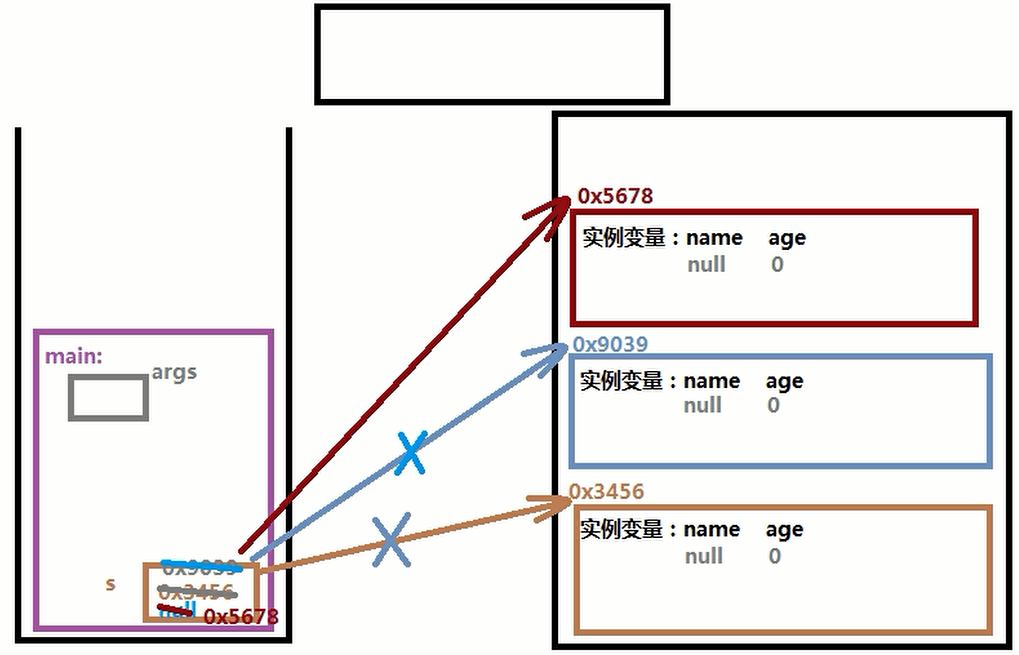 0x5678
实例变量：name age
null 0
0x9039
实例变量：name age
null 0
0x3456
实例变量：name age
null 0
main:
args
s
0x9039
0x3456
null
0x5678